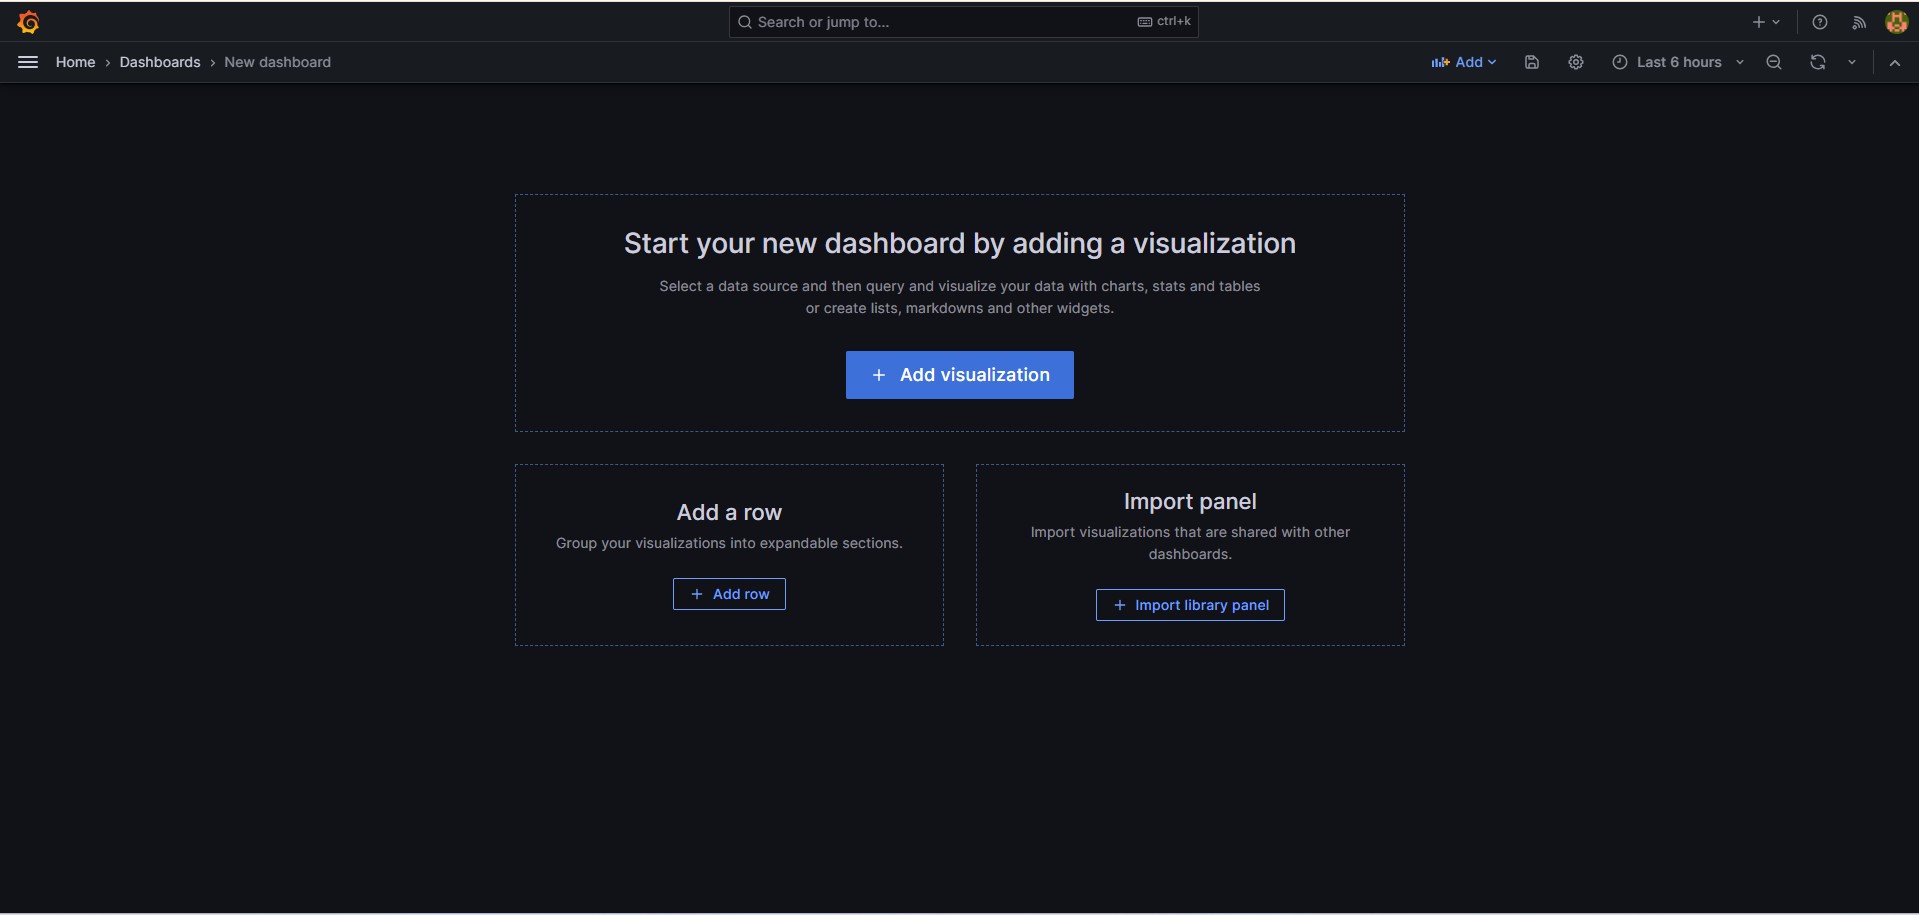 Search or jump to...
ctrl+k
Home › Dashboards › New dashboard
Add
Last 6 hours
Start your new dashboard by adding a visualization
Select a data source and then query and visualize your data with charts, stats and tables
or create lists, markdowns and other widgets.
+ Add visualization
Add a row
Group your visualizations into expandable sections.
+ Add row
Import panel
Import visualizations that are shared with other
dashboards.
+ Import library panel